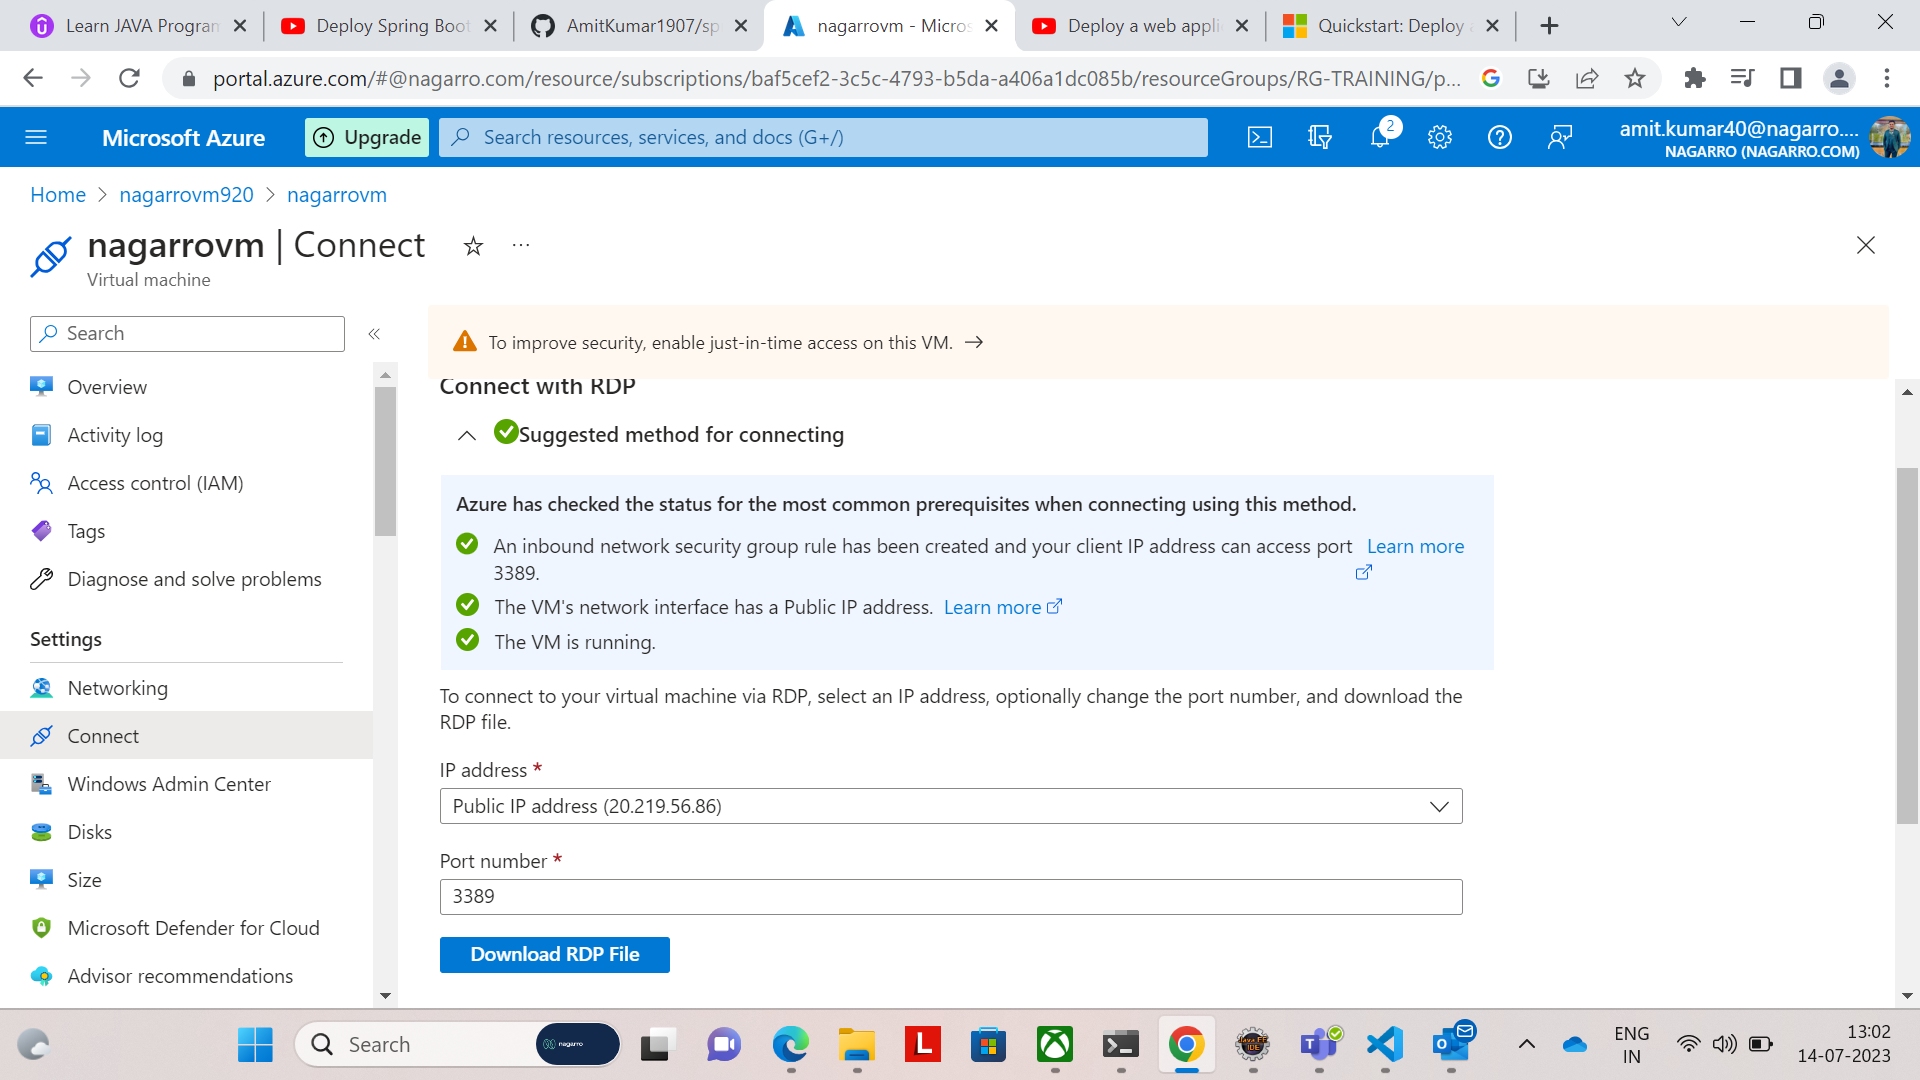 Learn JAVA Program
Deploy Spring Boot
AmitKumar1907/sp
nagarrovm - Micros
Deploy a web appli
Quickstart: Deploy a
portal.azure.com/#@nagarro.com/resource/subscriptions/baf5cef2-3c5c-4793-b5da-a406a1dc085b/resourceGroups/RG-TRAINING/p...
Microsoft Azure
Upgrade
Search resources, services, and docs (G+/)
2
amit.kumar40@nagarro....
NAGARRO (NAGARRO.COM)
Home > nagarrovm920 > nagarrovm
nagarrovm | Connect
Virtual machine
Search
Overview
Activity log
Access control (IAM)
Tags
Diagnose and solve problems
Settings
Networking
Connect
Windows Admin Center
Disks
Size
Microsoft Defender for Cloud
Advisor recommendations
To improve security, enable just-in-time access on this VM. →
Connect with RDP
Suggested method for connecting
Azure has checked the status for the most common prerequisites when connecting using this method.
An inbound network security group rule has been created and your client IP address can access port Learn more
3389.
The VM's network interface has a Public IP address. Learn more
The VM is running.
To connect to your virtual machine via RDP, select an IP address, optionally change the port number, and download the
RDP file.
IP address *
Public IP address (20.219.56.86)
Port number *
3389
Download RDP File
Search
nagarro
ENG
IN
13:02
14-07-2023